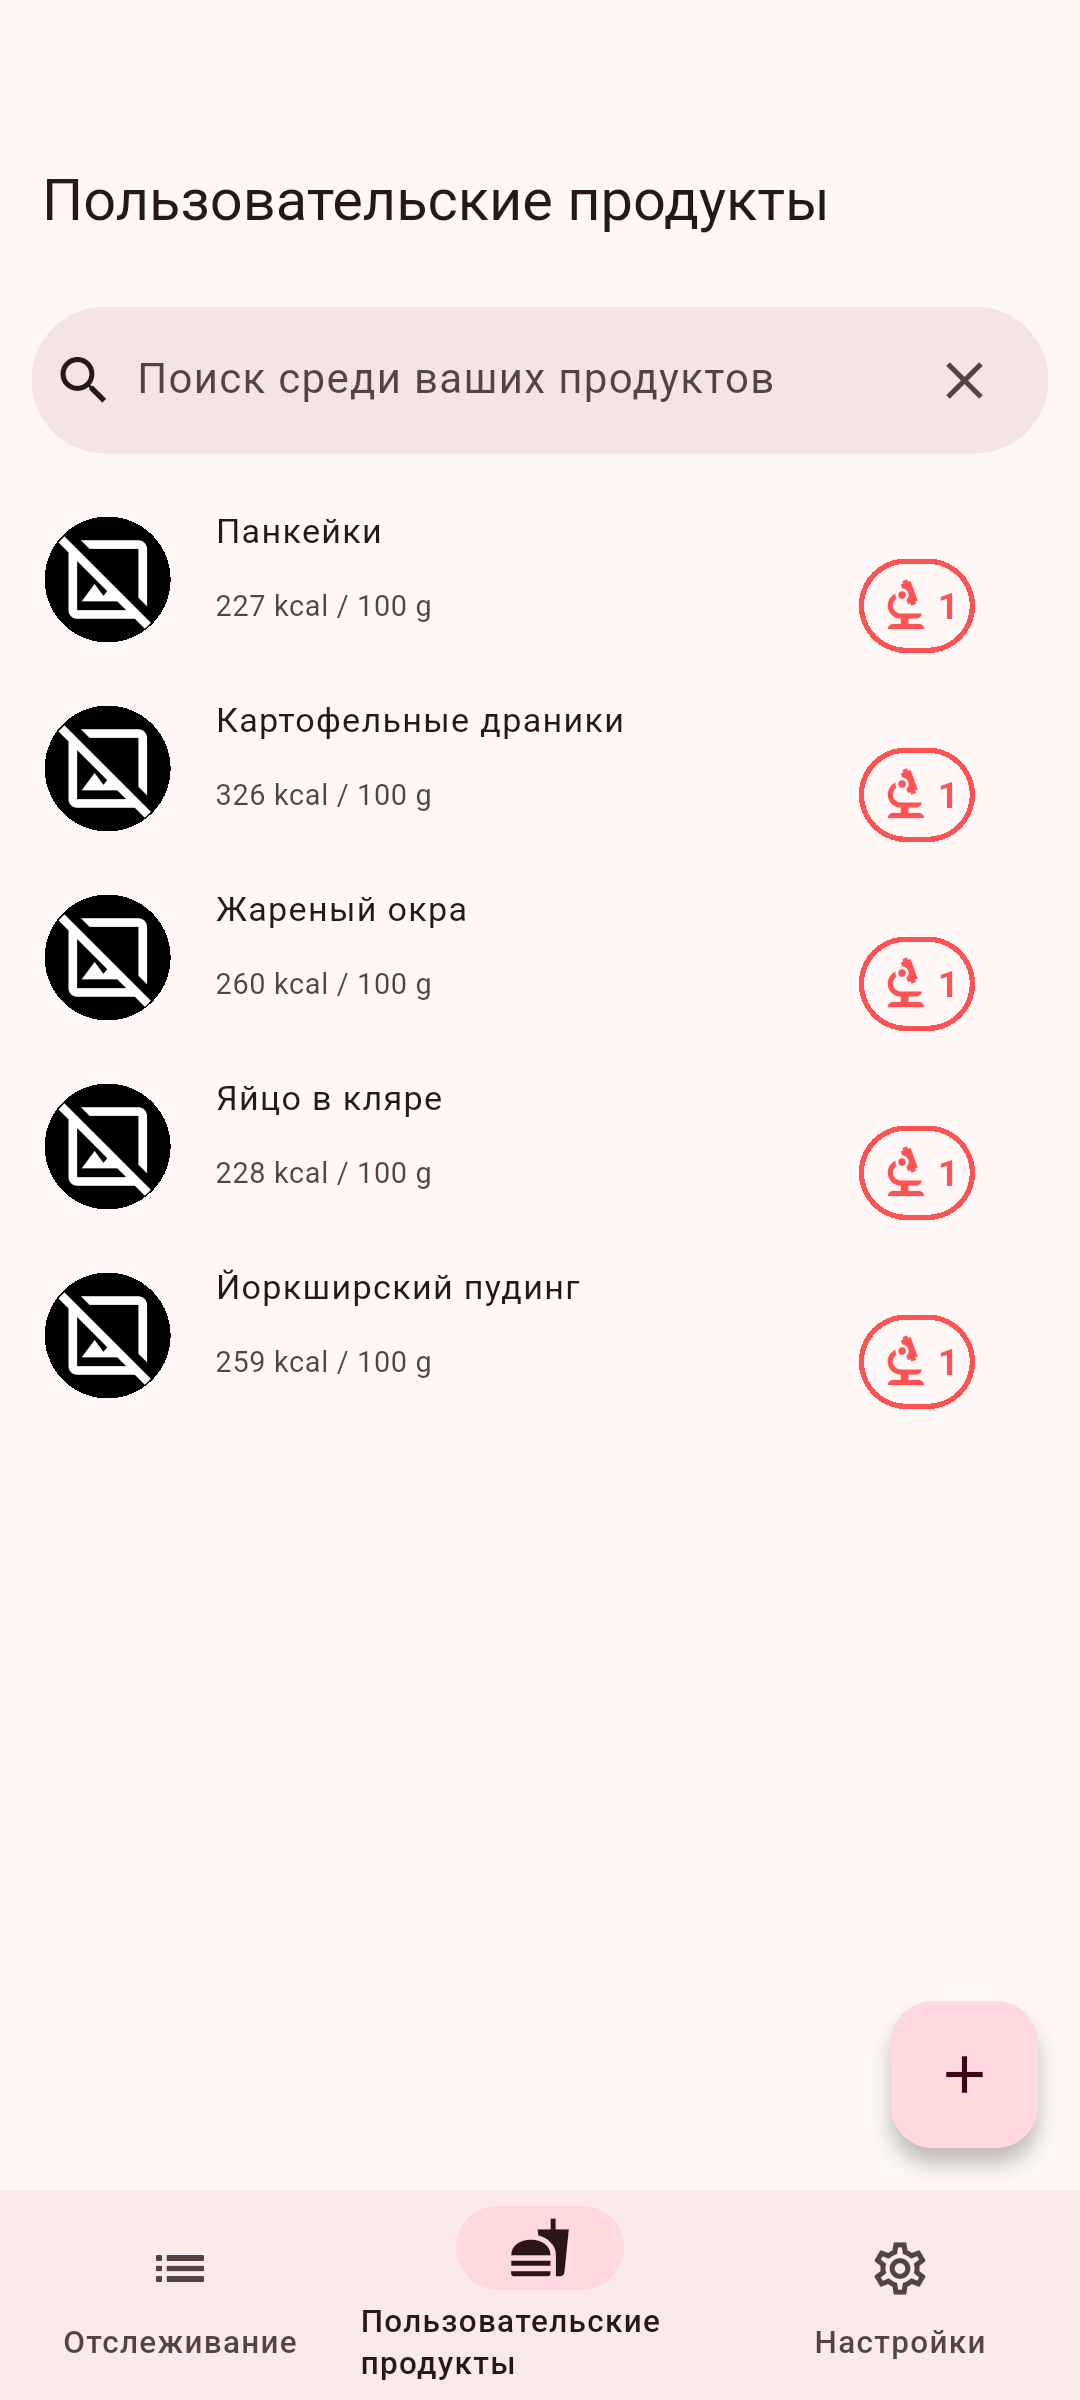 Пользовательские продукты
Поиск среди ваших продуктов
Панкейки
227 kcal / 100 g
1
Картофельные драники
326 kcal / 100 g
1
Жареный окра
260 kcal / 100 g
1
Яйцо в кляре
228 kcal / 100 g
1
Йоркширский пудинг
259 kcal / 100 g
1
Отслеживание
Пользовательские
продукты
Настройки